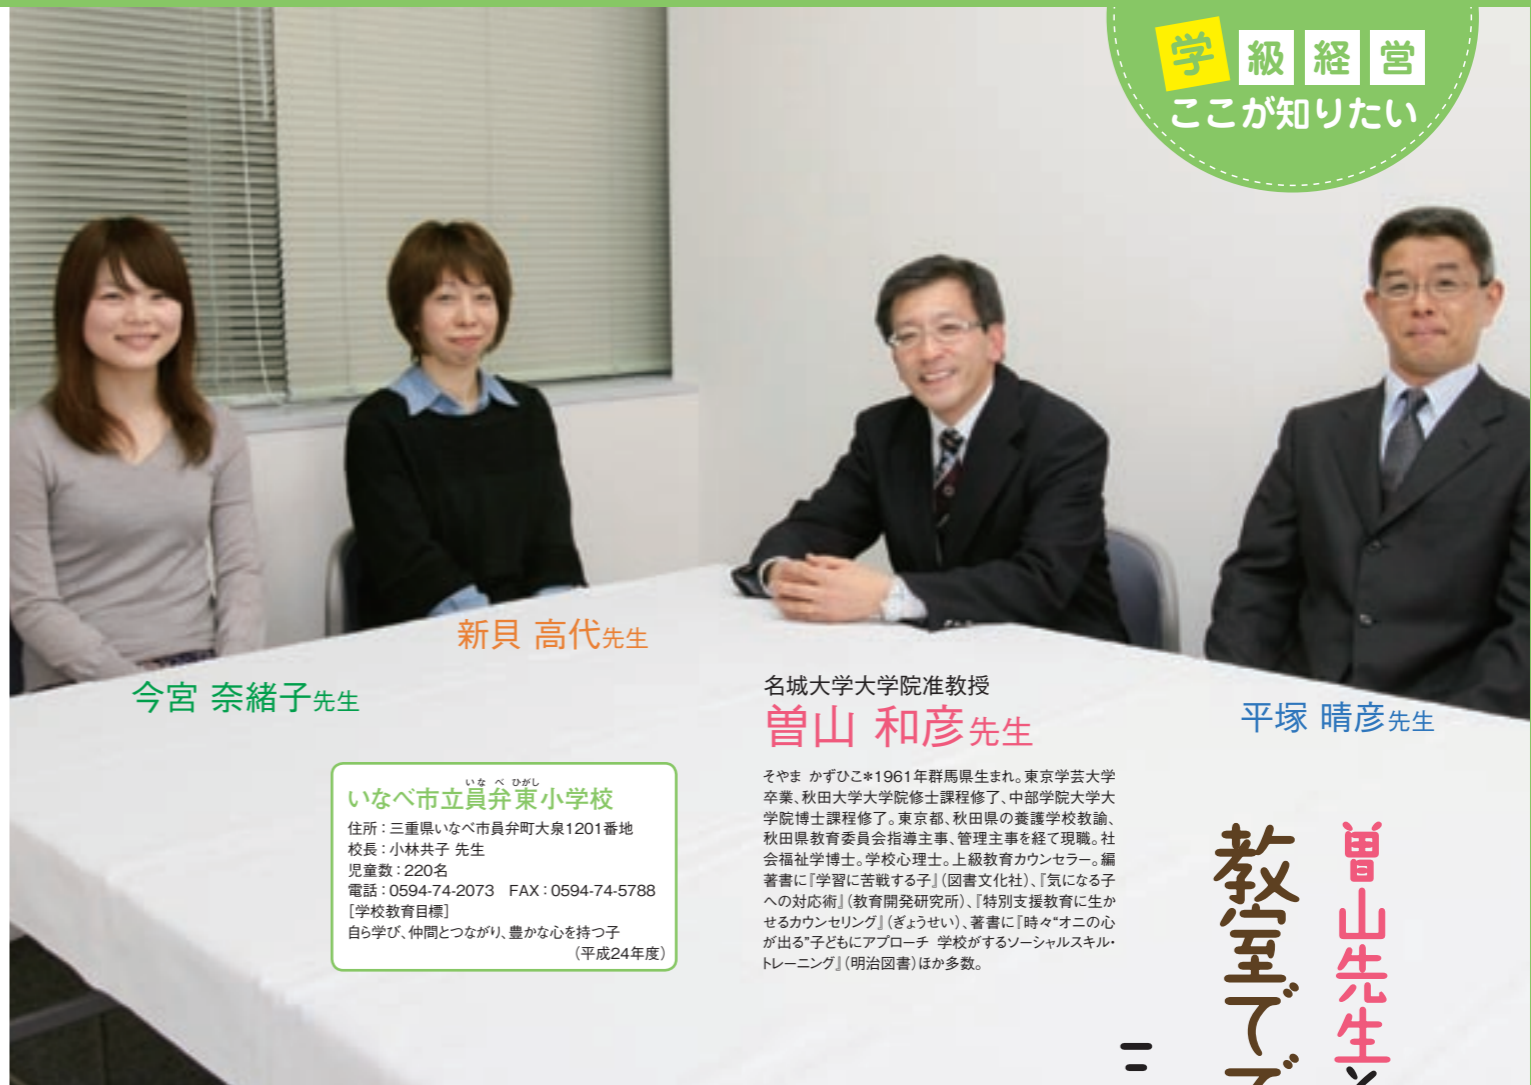 学級経営
ここが知りたい
新貝 高代先生
今宮 奈緒子先生
名城大学大学院准教授
曽山 和彦先生
平塚 晴彦先生
そやま かずひこ*1961年群馬県生まれ。東京学芸大学
卒業、秋田大学大学院修士課程修了、中部学院大学大
学院博士課程修了。東京都、秋田県の養護学校教諭、
秋田県教育委員会指導主事、管理主事を経て現職。社
会福祉学博士。学校心理士。上級教育カウンセラー。編
著書に『学習に苦戦する子』(図書文化社)、『気になる子
への対応術』(教育開発研究所)、『特別支援教育に生か
せるカウンセリング』(ぎょうせい)、著書に『時々“オニの心
が出る”子どもにアプローチ 学校がするソーシャルスキル・
トレーニング』(明治図書)ほか多数。
いなべひがし
いなべ市立員弁東小学校
住所：三重県いなべ市員弁町大泉1201番地
校長：小林共子 先生
児童数：220名
電話：0594-74-2073 FAX：0594-74-5788
[学校教育目標]
自ら学び、仲間とつながり、豊かな心を持つ子
(平成24年度)
曽山先生と
教室でで